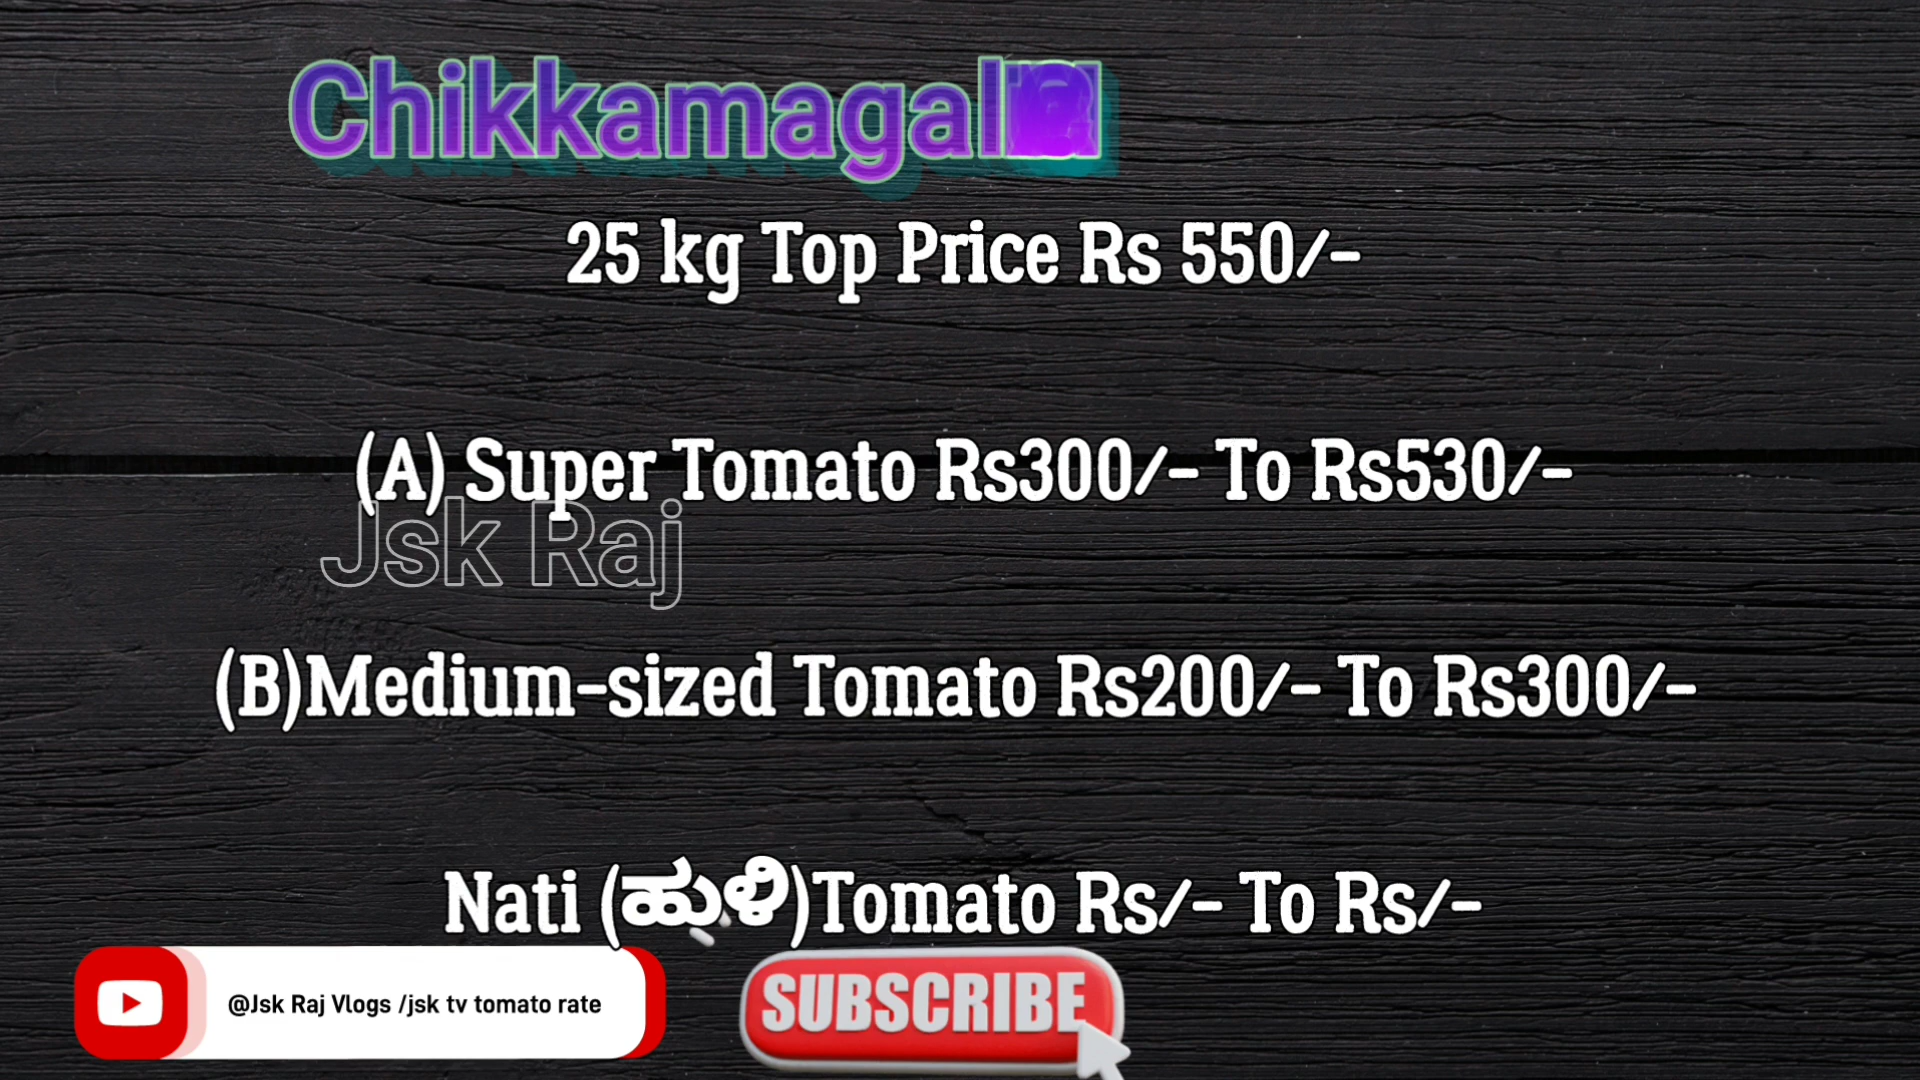 25 kg Top Price Rs 550/-
(A) Super Tomato Rs300/- To Rs530/-
Jsk Raj
(B)Medium-sized Tomato Rs200/- To Rs300/-
Nati (ಹುಳಿ)Tomato Rs/- To Rs/-
@Jsk Raj Vlogs /jsk tv tomato rate
SUBSCRIBE